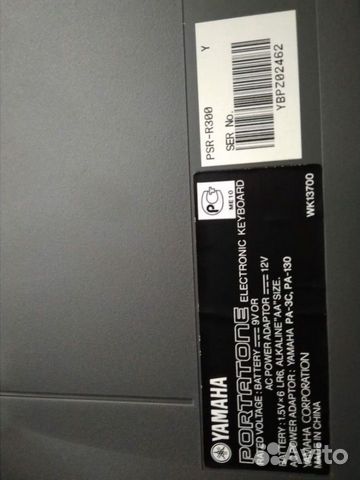 PSR-R300 Y
SER No.
YBPZ02462
YAMAHA
PORTATONE ELECTRONIC KEYBOARD
VOLTAGE : BATTERY 9V OR
AC POWER ADAPTOR 12V
BATTERY : 1.5V×6 LR6, ALKALINE "AA" SIZE.
POWER ADAPTOR : YAMAHA PA-3C, PA-130
YAMAHA CORPORATION
MADE IN CHINA
WK13700
ME10
Avito